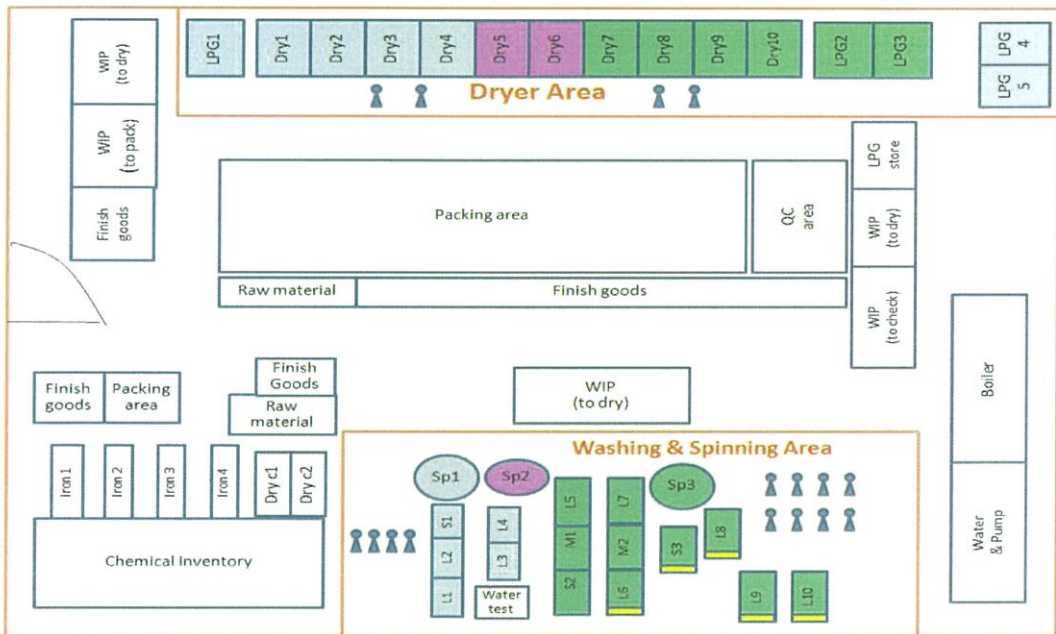 WIP
(to dry)
WIP
(to pack)
Finish
goods
LPG1
Dry1
Dry2
Dry3
Dry4
Dry5
Dry6
Dry7
Dry8
Dry9
Dry10
LPG2
LPG3
LPG
4
LPG
5
Dryer Area
Packing area
QC
area
LPG
store
WIP
(to dry)
WIP
(to check)
Raw material
Finish goods
Finish
goods
Packing
area
Finish
Goods
Raw
material
WIP
(to dry)
Boiler
Water
& Pump
Iron1
Iron 2
Iron 3
Iron4
Dry c1
Dry c2
Chemical Inventory
Washing & Spinning Area
Sp1
Sp2
Sp3
S1
L2
L1
L4
L3
Water
test
L5
M1
S2
L7
M2
L6
S3
L8
L9
L10